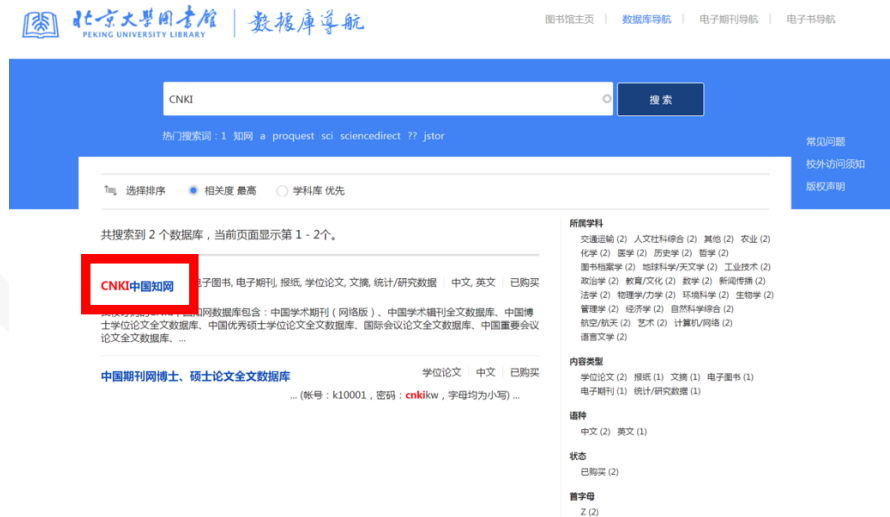 北京大學圖書館
PEKING UNIVERSITY LIBRARY
数据库导航
图书馆主页 数据库导航 电子期刊导航 电子书导航
CNKI
搜 索
热门搜索词：1 知网 a proquest sci sciencedirect ?? jstor
常见问题
校外访问须知
版权声明
选择排序 相关度 最高 学科库 优先
共搜索到 2 个数据库，当前页面显示第 1 - 2个。
CNKI中国知网 子图书, 电子期刊, 报纸, 学位论文, 文摘, 统计/研究数据 中文, 英文 已购买
知网数据库包含：中国学术期刊（网络版）、中国学术辑刊全文数据库、中国博
士学位论文全文数据库、中国优秀硕士学位论文全文数据库、国际会议论文全文数据库、中国重要会议
论文全文数据库、...
中国期刊网博士、硕士论文全文数据库 学位论文 中文 已购买
... (帐号：k10001，密码：cnkikw，字母均为小写) ...
所属学科
交通运输 (2) 人文社科综合 (2) 其他 (2) 农业 (2)
化学 (2) 医学 (2) 历史学 (2) 哲学 (2)
图书档案学 (2) 地球科学/天文学 (2) 工业技术 (2)
政治学 (2) 教育/文化 (2) 数学 (2) 新闻传播 (2)
法学 (2) 物理学/力学 (2) 环境科学 (2) 生物学 (2)
管理学 (2) 经济学 (2) 自然科学综合 (2)
航空/航天 (2) 艺术 (2) 计算机/网络 (2)
语言文学 (2)
内容类型
学位论文 (2) 报纸 (1) 文摘 (1) 电子图书 (1)
电子期刊 (1) 统计/研究数据 (1)
语种
中文 (2) 英文 (1)
状态
已购买 (2)
首字母
Z (2)